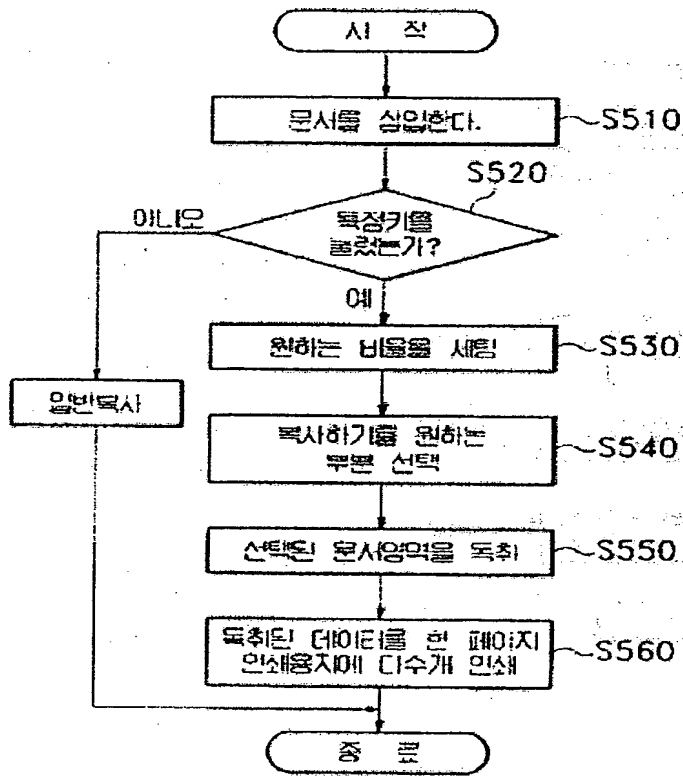 시 작
문서를 삽입한다.
S510
S520
특정키를
눌렀는가?
아니오
예
원하는 비율을 세팅
S530
일반복사
복사하기를 원하는
부분 선택
S540
선택된 문서영역을 독취
S550
독취된 데이터를 한 페이지
인쇄용지에 다수개 인쇄
S560
종 료